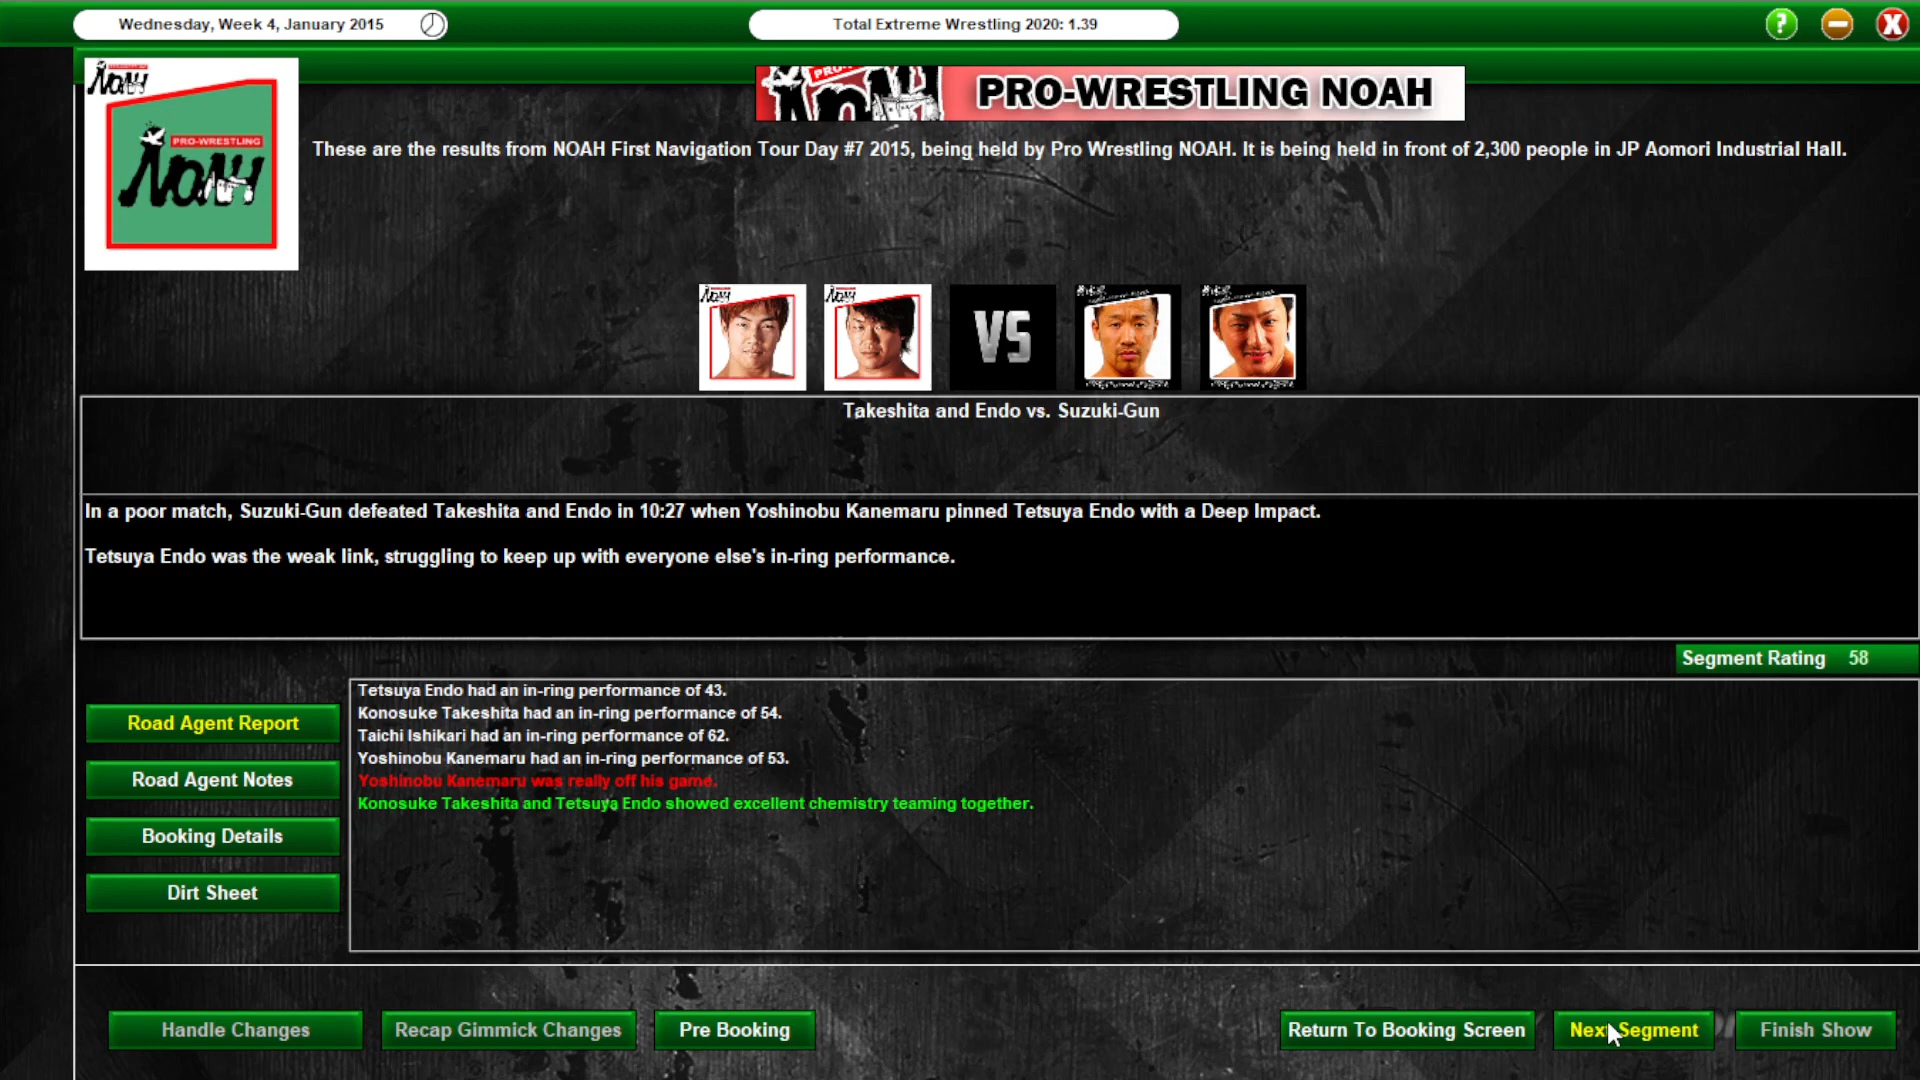 Wednesday, Week 4, January 2015
Total Extreme Wrestling 2020: 1.39
NOAH
PRO-WRESTLING
NOAH
PRO-WRESTLING NOAH
These are the results from NOAH First Navigation Tour Day #7 2015, being held by Pro Wrestling NOAH. It is being held in front of 2,300 people in JP Aomori Industrial Hall.
NOAH
NOAH
VS
Takeshita and Endo vs. Suzuki-Gun
In a poor match, Suzuki-Gun defeated Takeshita and Endo in 10:27 when Yoshinobu Kanemaru pinned Tetsuya Endo with a Deep Impact.
Tetsuya Endo was the weak link, struggling to keep up with everyone else's in-ring performance.
Segment Rating 58
Road Agent Report
Road Agent Notes
Booking Details
Dirt Sheet
Tetsuya Endo had an in-ring performance of 43.
Konosuke Takeshita had an in-ring performance of 54.
Taichi Ishikari had an in-ring performance of 62.
Yoshinobu Kanemaru had an in-ring performance of 53.
Yoshinobu Kanemaru was really off his game.
Konosuke Takeshita and Tetsuya Endo showed excellent chemistry teaming together.
Handle Changes
Recap Gimmick Changes
Pre Booking
Return To Booking Screen
Next Segment
Finish Show